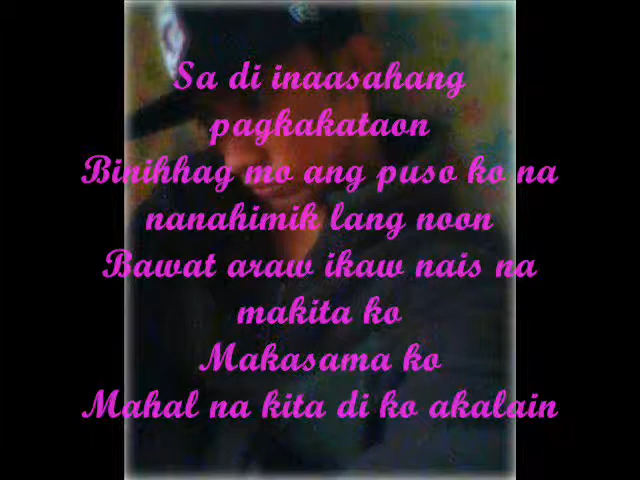 Sa di inaasahang
pagkakataon
Binihhag mo ang puso ko na
nanahimik lang noon
Bawat araw ikaw nais na
makita ko
Makasama ko
Mahal na kita di ko akalain